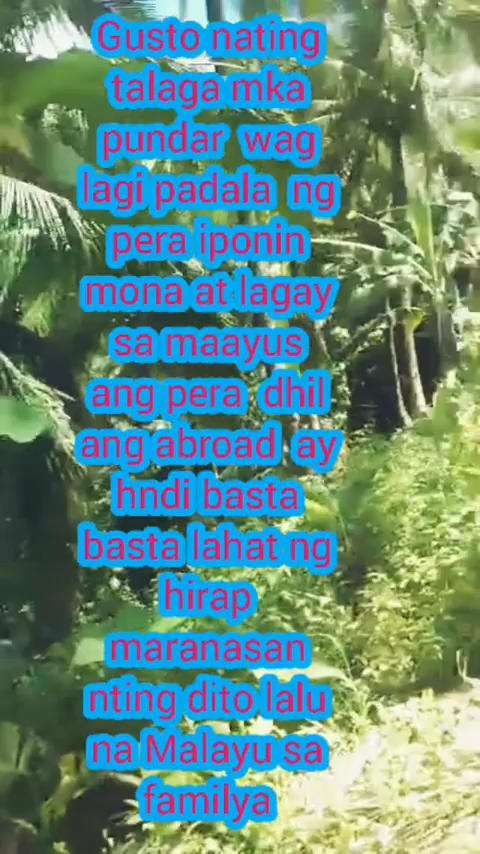 Gusto nating
talaga mka
pundar wag
lagi padala ng
pera iponin
mona at lagay
sa maayus
ang pera dhil
ang abroad ay
hndi basta
basta lahat ng
hirap
maranasan
nting dito lalu
na Malayu sa
familya